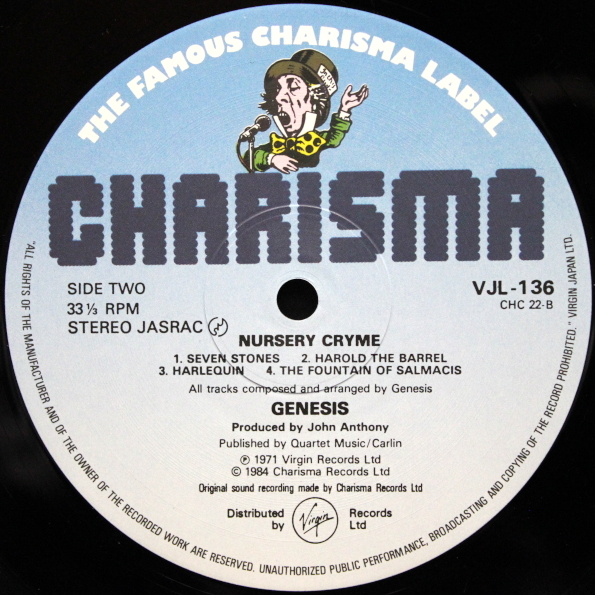 THE FAMOUS CHARISMA LABEL
CHARISMA
SIDE TWO
33 1/3 RPM
STEREO JASRAC
VJL-136
CHC 22-B
NURSERY CRYME
1. SEVEN STONES 2. HAROLD THE BARREL
3. HARLEQUIN 4. THE FOUNTAIN OF SALMACIS
All tracks composed and arranged by Genesis
GENESIS
Produced by John Anthony
Published by Quartet Music/Carlin
℗ 1971 Virgin Records Ltd
© 1984 Charisma Records Ltd
Original sound recording made by Charisma Records Ltd
Distributed by Virgin Records Ltd
"ALL RIGHTS OF THE MANUFACTURER AND OF THE OWNER OF THE RECORDED WORK ARE RESERVED. UNAUTHORIZED PUBLIC PERFORMANCE, BROADCASTING AND COPYING OF THE RECORD PROHIBITED." VIRGIN JAPAN LTD.